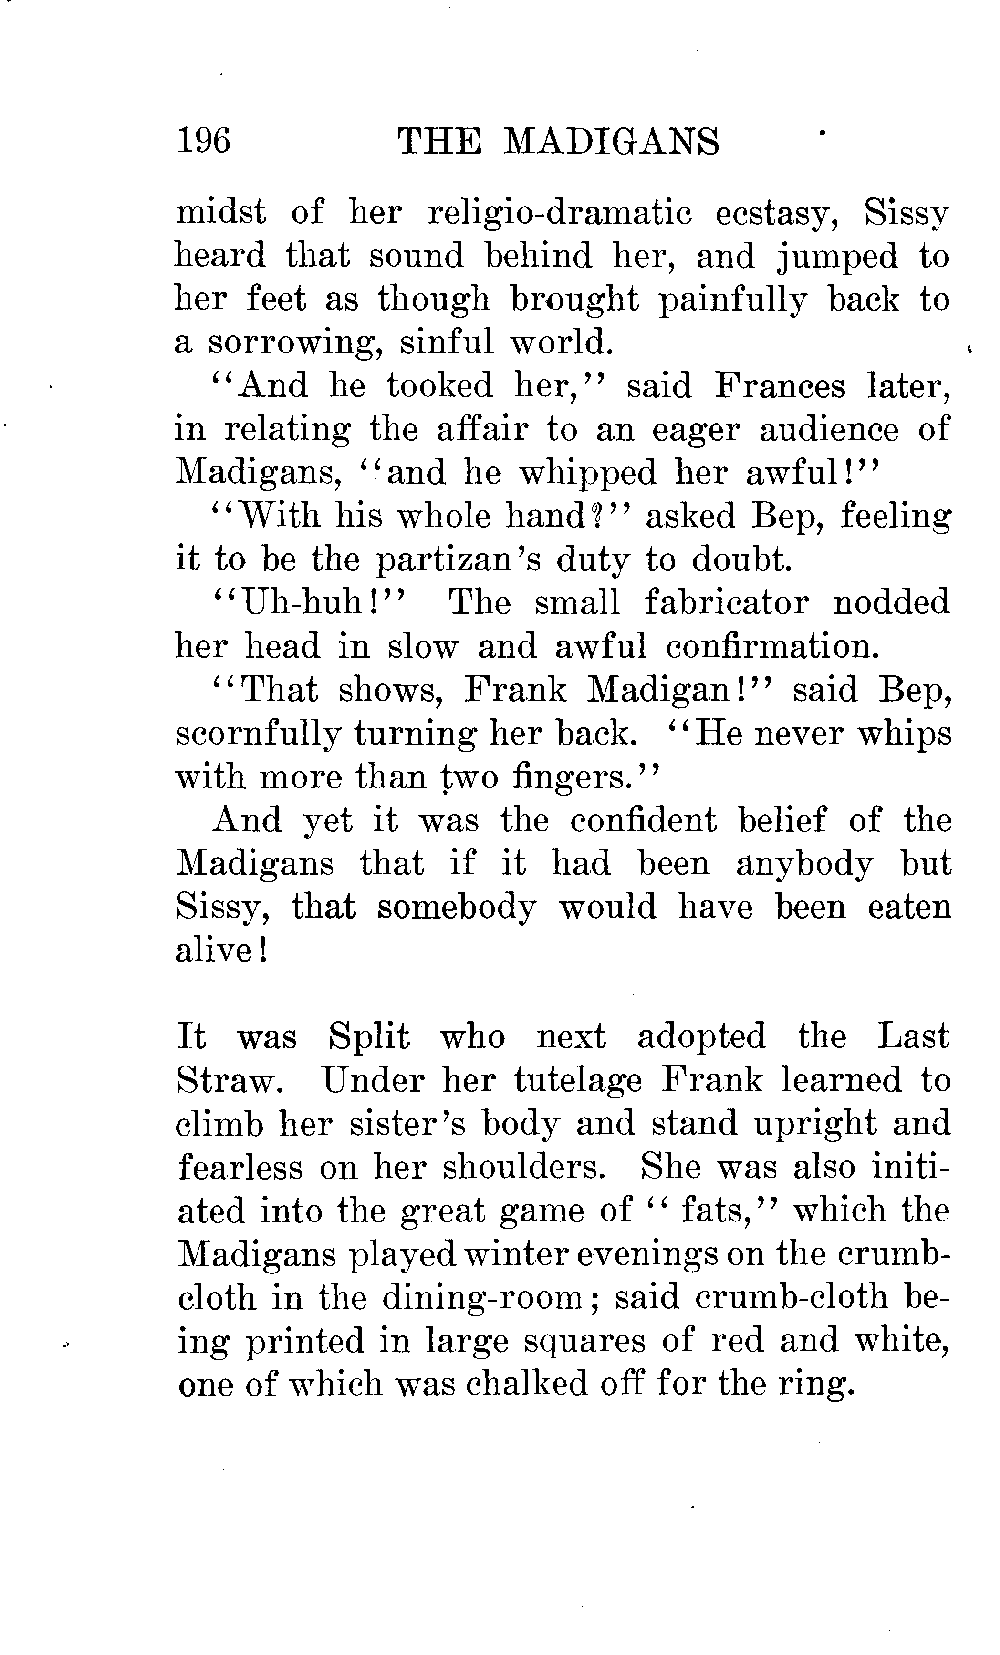 196 THE MADIGANS
midst of her religio-dramatic ecstasy, Sissy
heard that sound behind her, and jumped to
her feet as though brought painfully back to
a sorrowing, sinful world.
"And he tooked her," said Frances later,
in relating the affair to an eager audience of
Madigans, "and he whipped her awful!"
"With his whole hand?" asked Bep, feeling
it to be the partizan's duty to doubt.
"Uh-huh!" The small fabricator nodded
her head in slow and awful confirmation.
"That shows, Frank Madigan!" said Bep,
scornfully turning her back. "He never whips
with more than two fingers."
And yet it was the confident belief of the
Madigans that if it had been anybody but
Sissy, that somebody would have been eaten
alive!
It was Split who next adopted the Last
Straw. Under her tutelage Frank learned to
climb her sister's body and stand upright and
fearless on her shoulders. She was also initi-
ated into the great game of " fats," which the
Madigans played winter evenings on the crumb-
cloth in the dining-room; said crumb-cloth be-
ing printed in large squares of red and white,
one of which was chalked off for the ring.